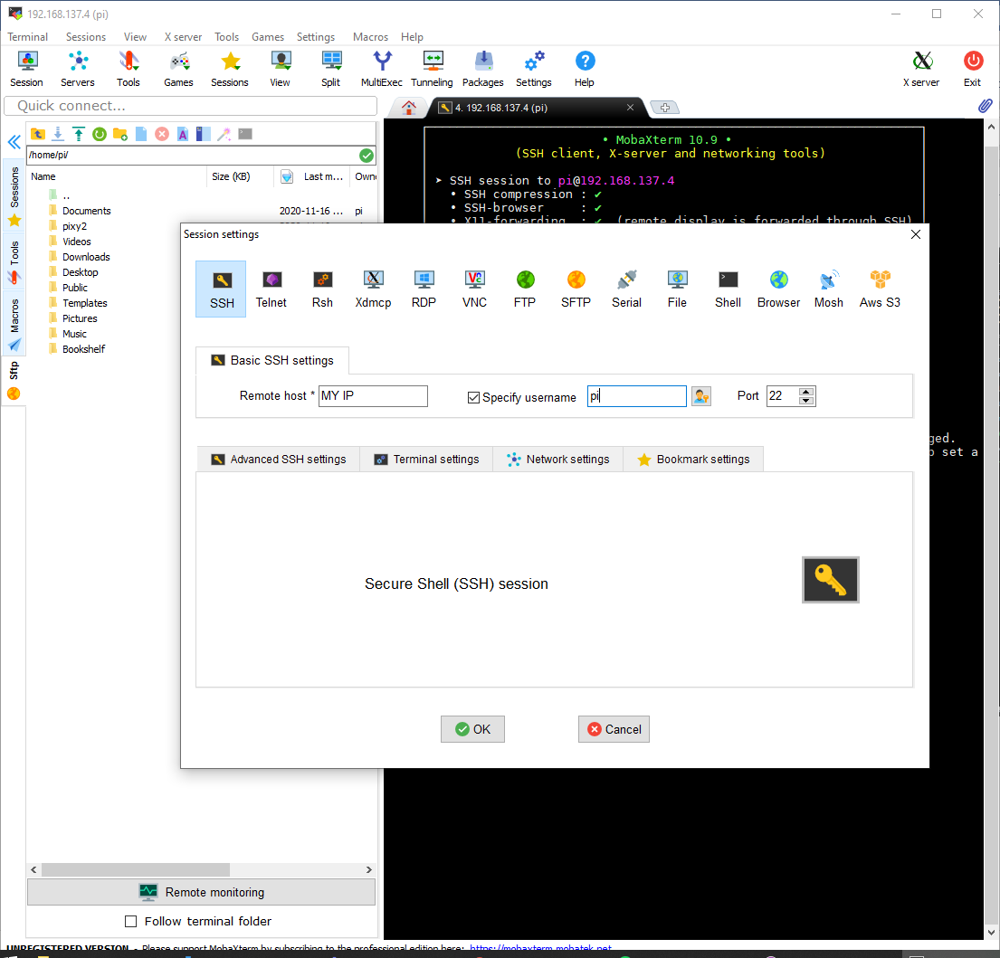 192.168.137.4 (pi)
Terminal Sessions View X server Tools Games Settings Macros Help
Session Servers Tools Games Sessions View Split MultiExec Tunneling Packages Settings Help X server Exit
Quick connect...
4. 192.168.137.4 (pi)
/home/pi/
Name Size (KB) Last m... Own
..
Documents 2020-11-16 ... pi
pixy2
Videos
Downloads
Desktop
Public
Templates
Pictures
Music
Bookshelf
Sessions
Tools
Macros
Sftp
• MobaXterm 10.9 •
(SSH client, X-server and networking tools)
➤ SSH session to pi@192.168.137.4
• SSH compression : ✔
• SSH-browser : ✔
• X11-forwarding : ✔ (remote display is forwarded through SSH)
ged.
set a
Session settings
SSH Telnet Rsh Xdmcp RDP VNC FTP SFTP Serial File Shell Browser Mosh Aws S3
Basic SSH settings
Remote host * MY IP Specify username pi Port 22
Advanced SSH settings Terminal settings Network settings Bookmark settings
Secure Shell (SSH) session
OK Cancel
Remote monitoring
Follow terminal folder
UNREGISTERED VERSION - Please support MobaXterm by subscribing to the professional edition here: https://mobaxterm.mobatek.net